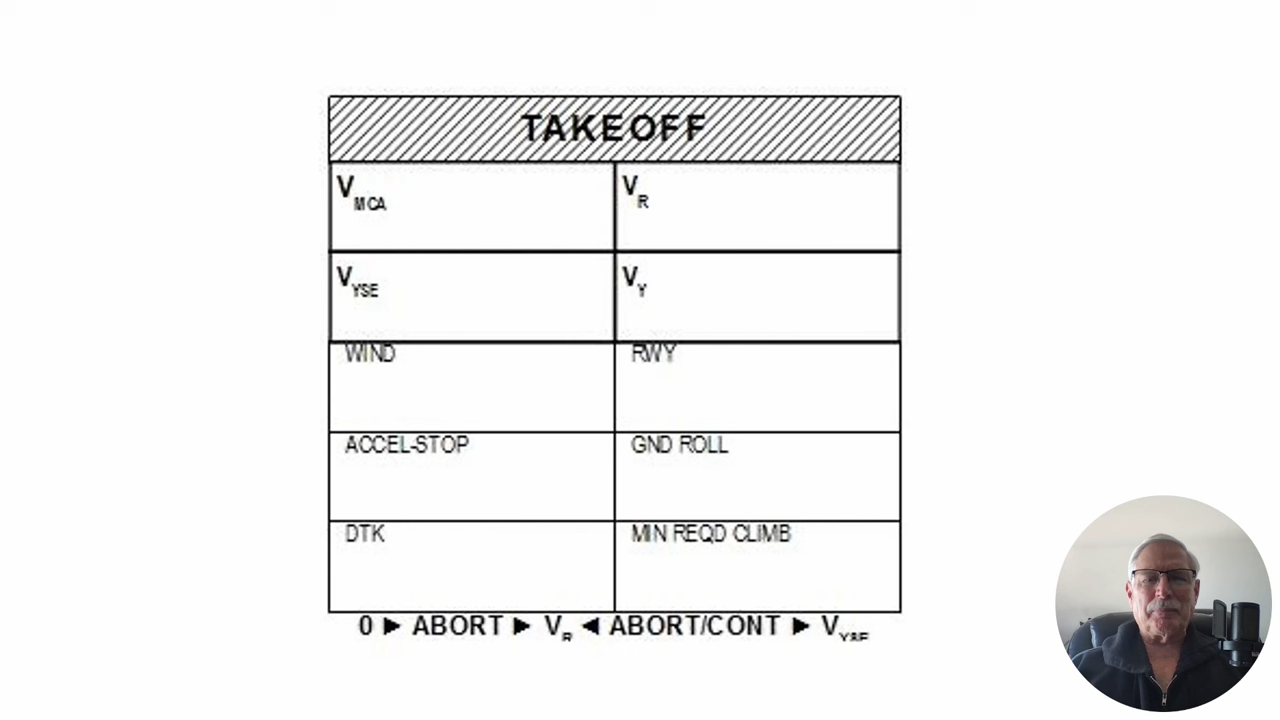 TAKEOFF
VMCA VR
VYSE VY
WIND RWY
ACCEL-STOP GND ROLL
DTK MIN REQD CLIMB
0 ► ABORT ► VR ◄ ABORT/CONT ► VYSE